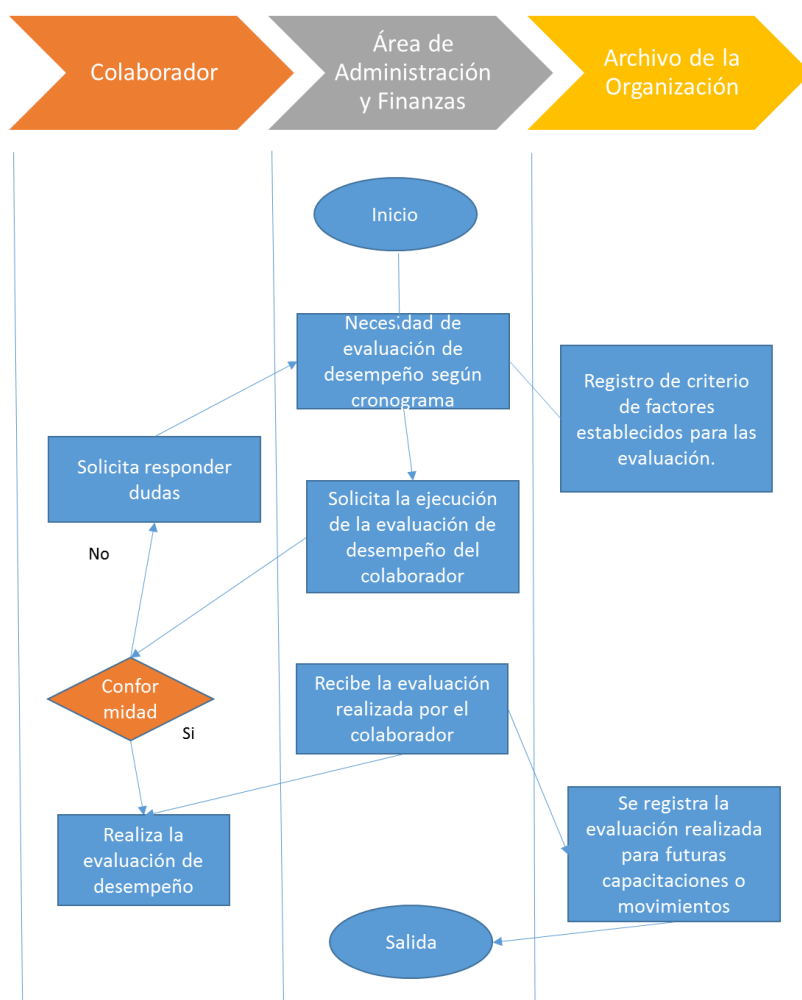 Colaborador
Área de
Administración
y Finanzas
Archivo de la
Organización
Inicio
Necesidad de
evaluación de
desempeño según
cronograma
Registro de criterio
de factores
establecidos para las
evaluación.
Solicita responder
dudas
Solicita la ejecución
de la evaluación de
desempeño del
colaborador
No
Confor
midad
Si
Recibe la evaluación
realizada por el
colaborador
Realiza la
evaluación de
desempeño
Se registra la
evaluación realizada
para futuras
capacitaciones o
movimientos
Salida